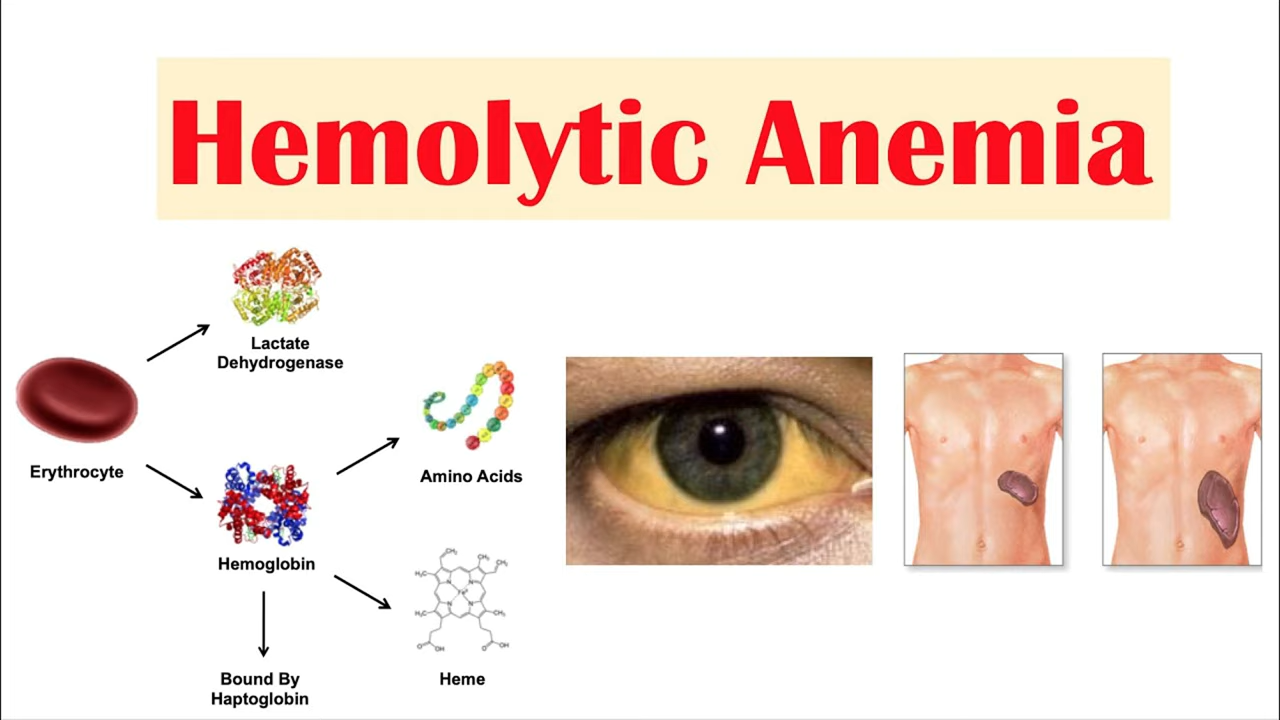 Hemolytic Anemia
Lactate
Dehydrogenase
Erythrocyte
Amino Acids
Hemoglobin
Heme
Bound By
Haptoglobin